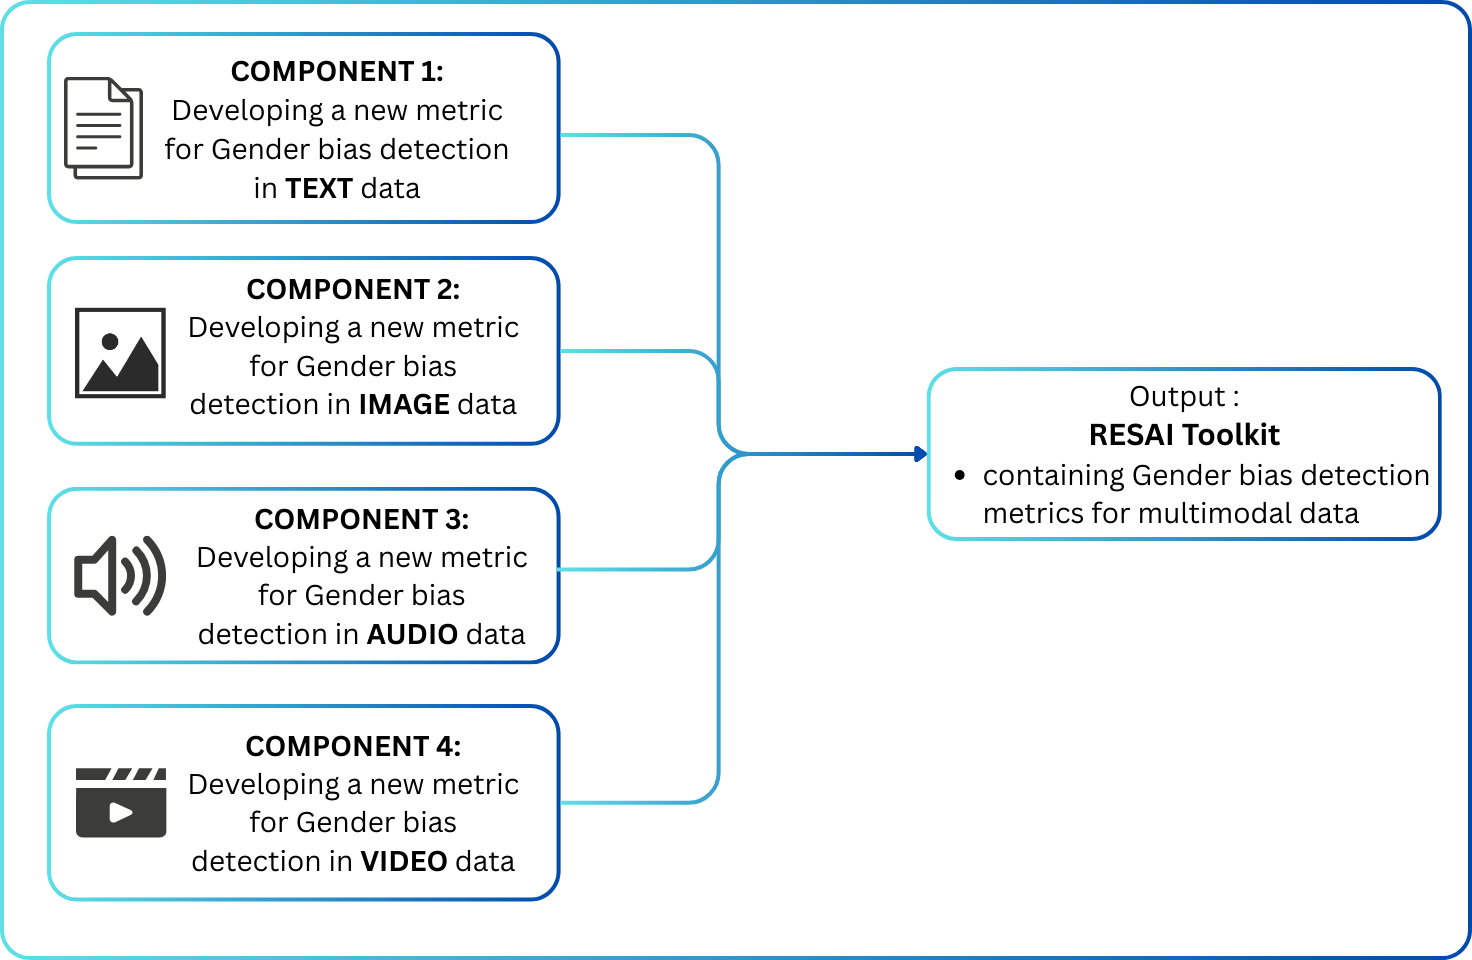 COMPONENT 1:
Developing a new metric
for Gender bias detection
in TEXT data
COMPONENT 2:
Developing a new metric
for Gender bias
detection in IMAGE data
COMPONENT 3:
Developing a new metric
for Gender bias
detection in AUDIO data
COMPONENT 4:
Developing a new metric
for Gender bias
detection in VIDEO data
Output :
RESAI Toolkit
• containing Gender bias detection
metrics for multimodal data